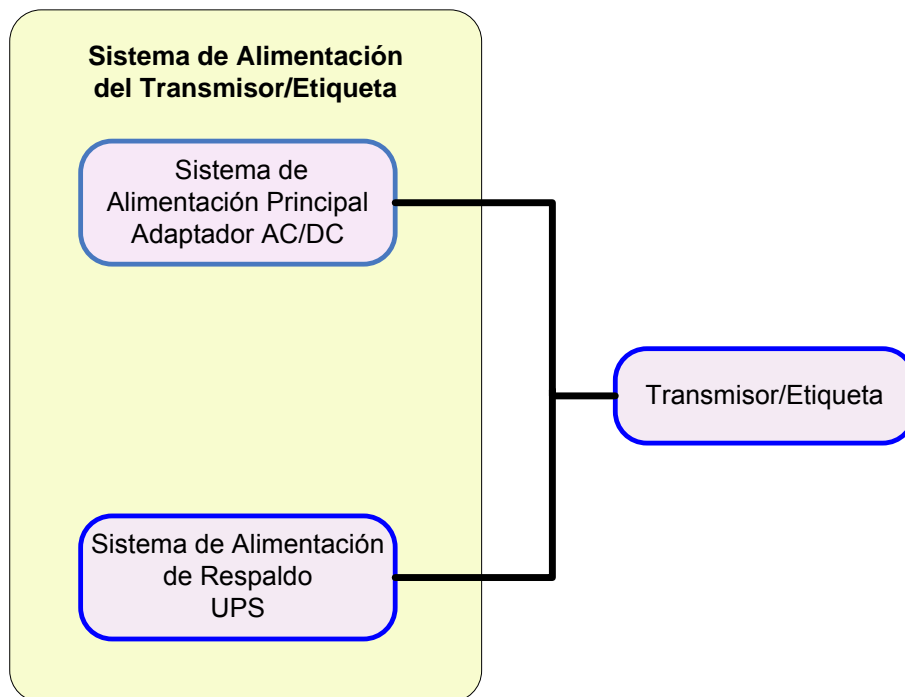 Sistema de Alimentación
del Transmisor/Etiqueta
Sistema de
Alimentación Principal
Adaptador AC/DC
Transmisor/Etiqueta
Sistema de Alimentación
de Respaldo
UPS